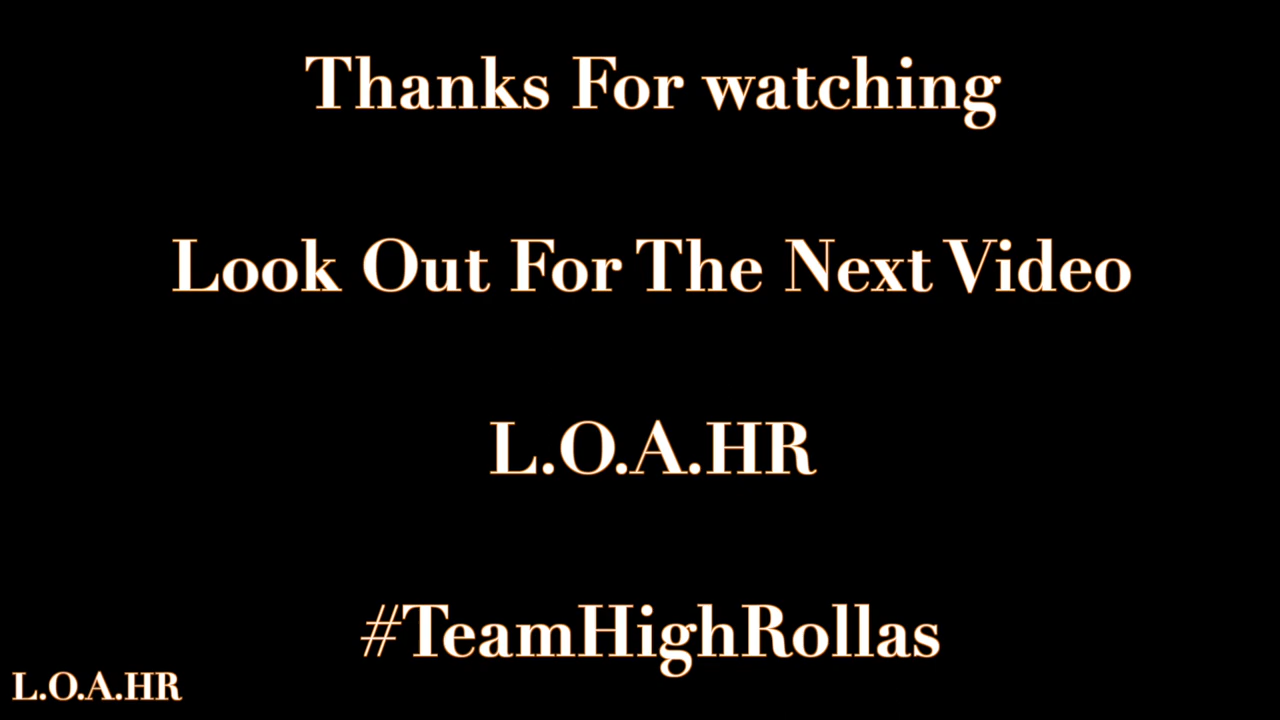 Thanks For watching
Look Out For The Next Video
L.O.A.HR
#TeamHighRollas
L.O.A.HR